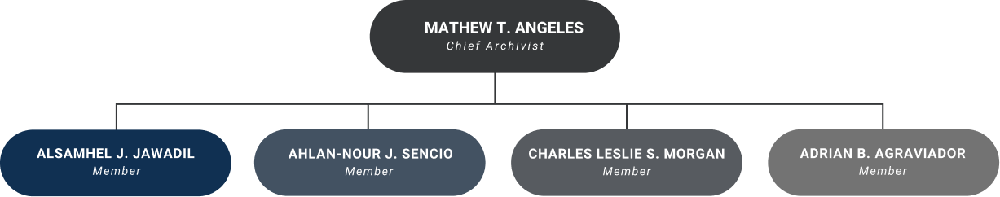 MATHEW T. ANGELES
Chief Archivist
ALSAMHEL J. JAWADIL
Member
AHLAN-NOUR J. SENCIO
Member
CHARLES LESLIE S. MORGAN
Member
ADRIAN B. AGRAVIADOR
Member